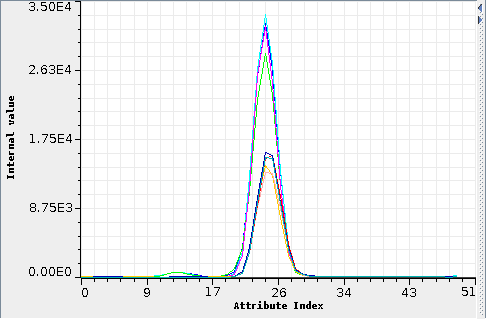 3.50E4
2.63E4
1.75E4
8.75E3
0.00E0
Internal value
0 9 17 26 34 43 51
Attribute Index